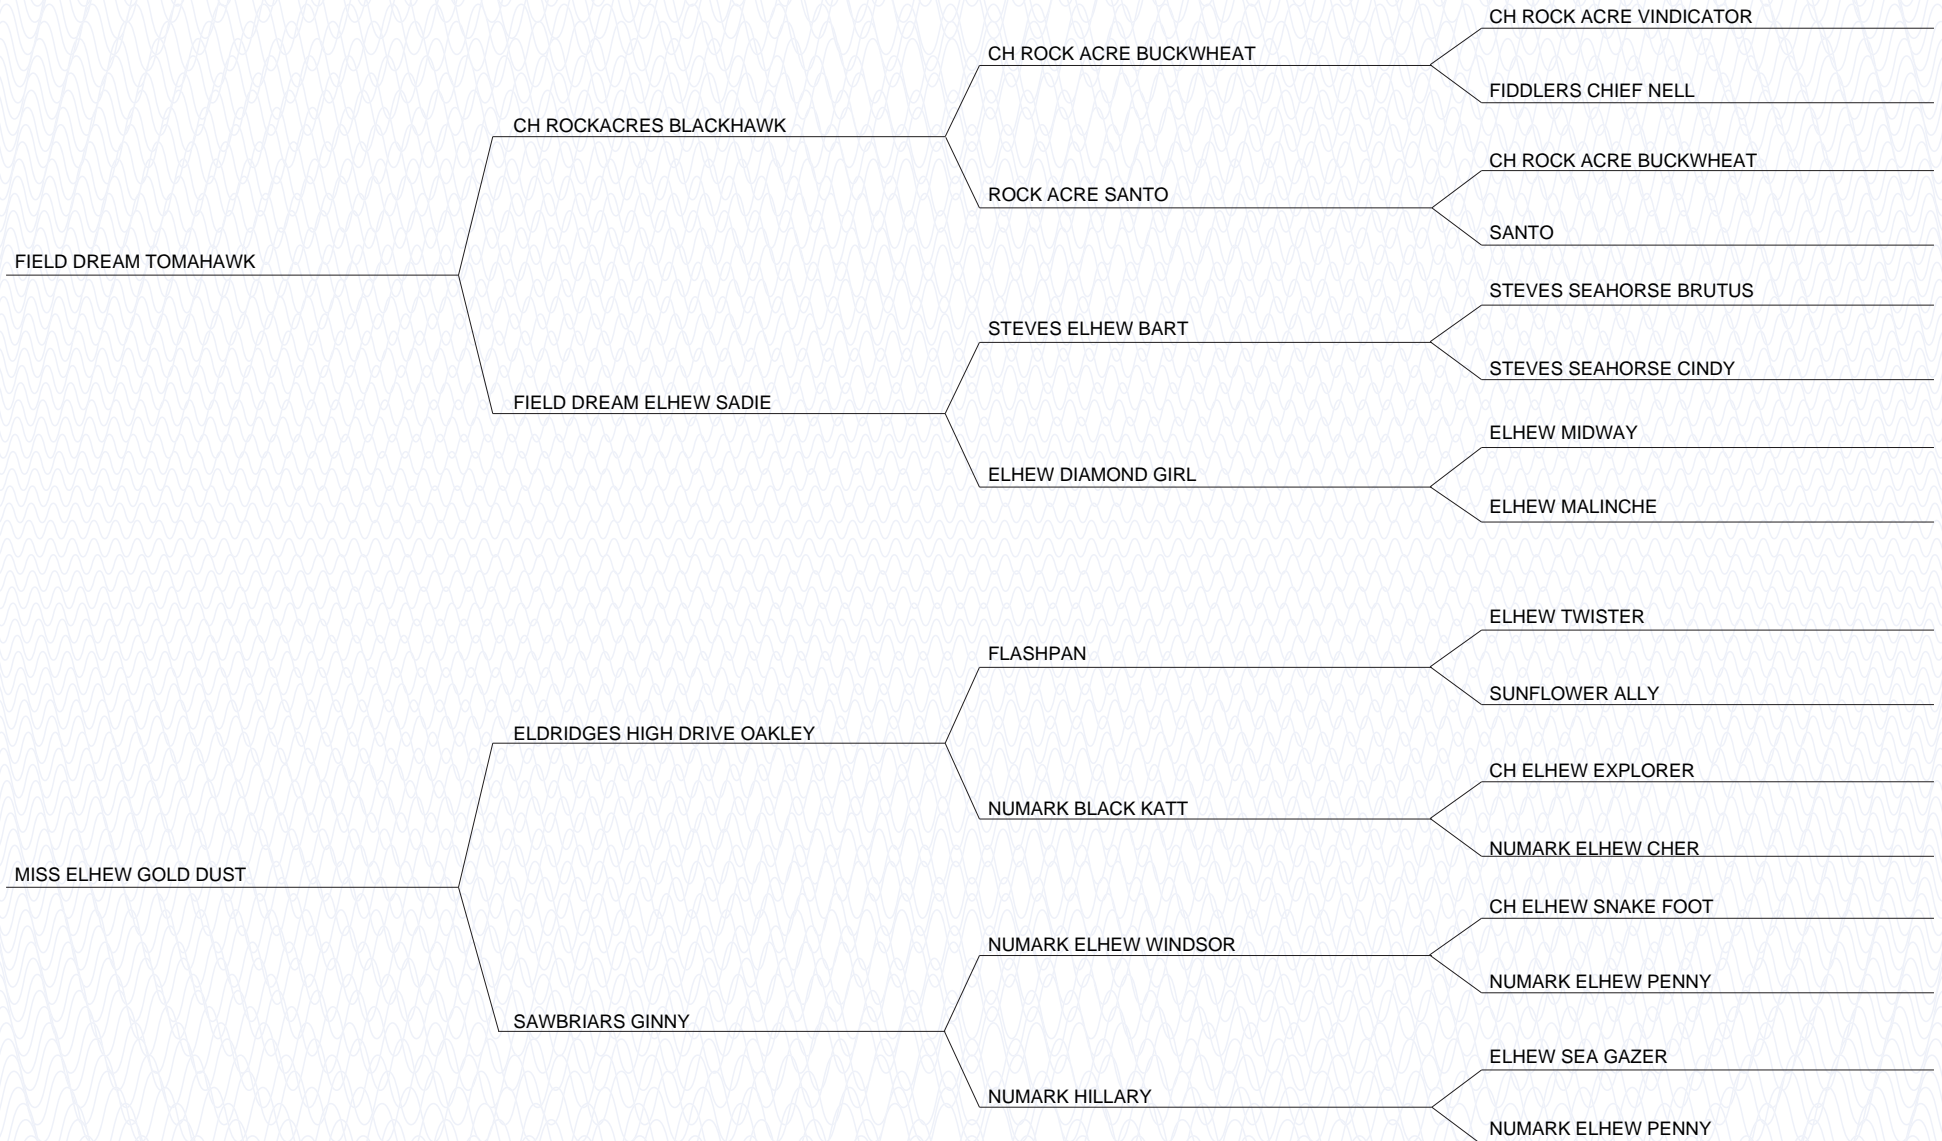 CH ROCK ACRE VINDICATOR
CH ROCK ACRE BUCKWHEAT
FIDDLERS CHIEF NELL
CH ROCKACRES BLACKHAWK
CH ROCK ACRE BUCKWHEAT
ROCK ACRE SANTO
SANTO
FIELD DREAM TOMAHAWK
STEVES SEAHORSE BRUTUS
STEVES ELHEW BART
STEVES SEAHORSE CINDY
FIELD DREAM ELHEW SADIE
ELHEW MIDWAY
ELHEW DIAMOND GIRL
ELHEW MALINCHE
ELHEW TWISTER
FLASHPAN
SUNFLOWER ALLY
ELDRIDGES HIGH DRIVE OAKLEY
CH ELHEW EXPLORER
NUMARK BLACK KATT
NUMARK ELHEW CHER
MISS ELHEW GOLD DUST
CH ELHEW SNAKE FOOT
NUMARK ELHEW WINDSOR
NUMARK ELHEW PENNY
SAWBRIARS GINNY
ELHEW SEA GAZER
NUMARK HILLARY
NUMARK ELHEW PENNY